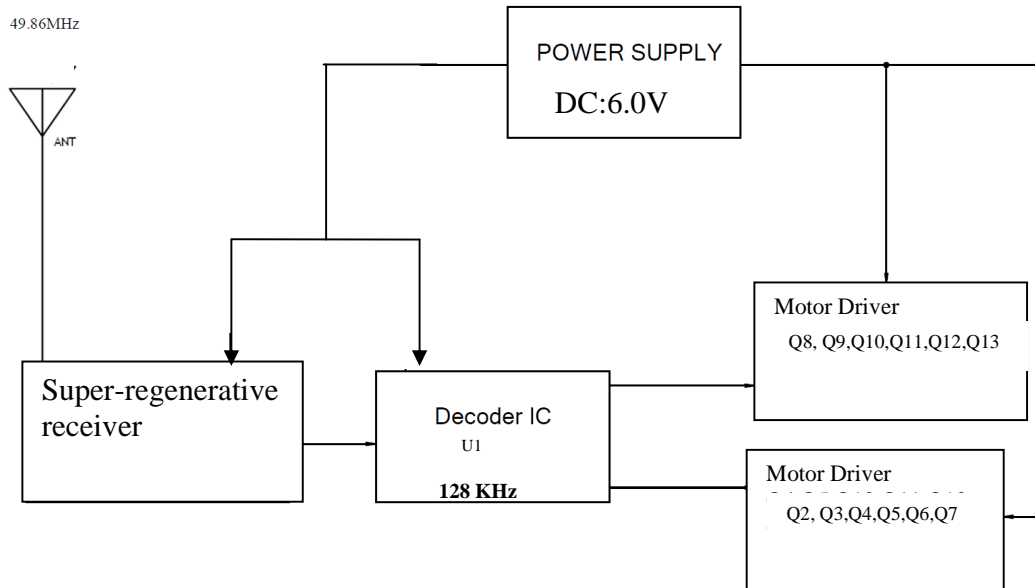 49.86MHz
ANT
POWER SUPPLY
DC:6.0V
Motor Driver
Q8, Q9,Q10,Q11,Q12,Q13
Super-regenerative
receiver
Decoder IC
U1
128 KHz
Motor Driver
Q2, Q3,Q4,Q5,Q6,Q7